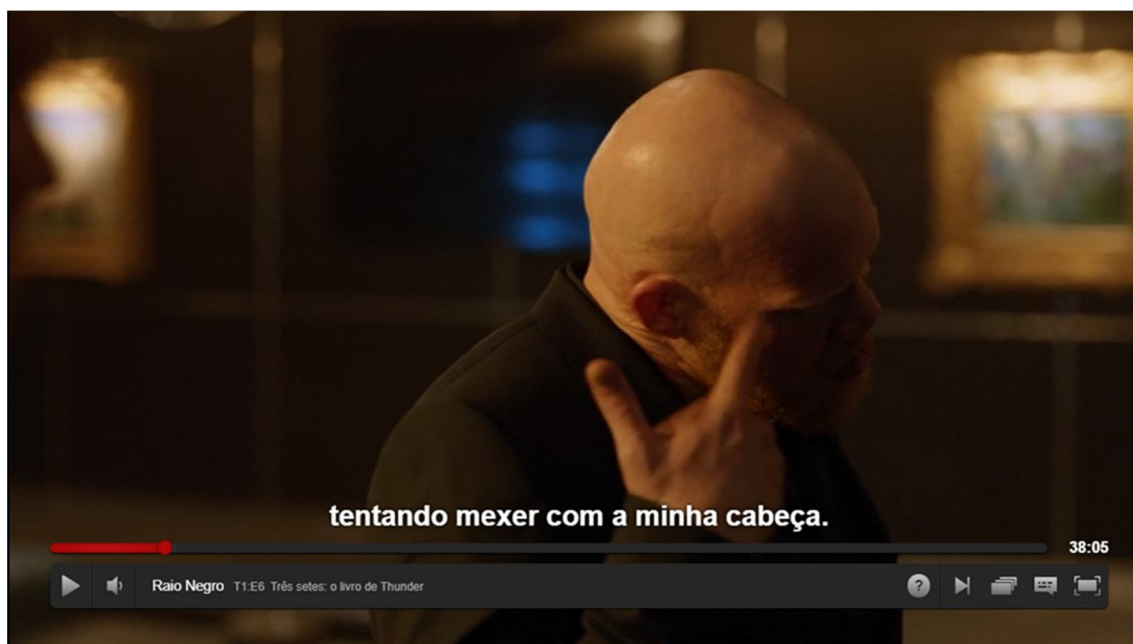 tentando mexer com a minha cabeça.
38:05
Raio Negro T1:E6 Três setes: o livro de Thunder
?